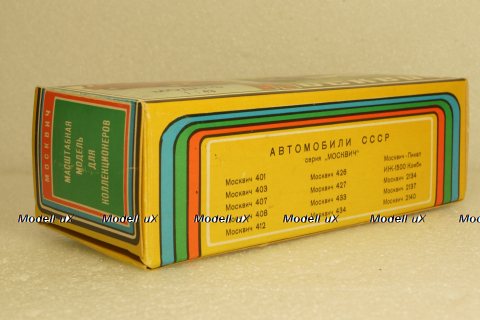 МОСКВИЧ
МАСШТАБНАЯ
МОДЕЛЬ
ДЛЯ
КОЛЛЕКЦИОНЕРОВ
АВТОМОБИЛИ СССР
серия „МОСКВИЧ"
Москвич 401
Москвич 403
Москвич 407
Москвич 408
Москвич 412
Москвич 426
Москвич 427
Москвич 433
Москвич 434
Москвич-Пикап
ИЖ-1500 Комби
Москвич 2134
Москвич 2137
Москвич 2140
Modell uX Modell uX Modell uX Modell uX Modell uX